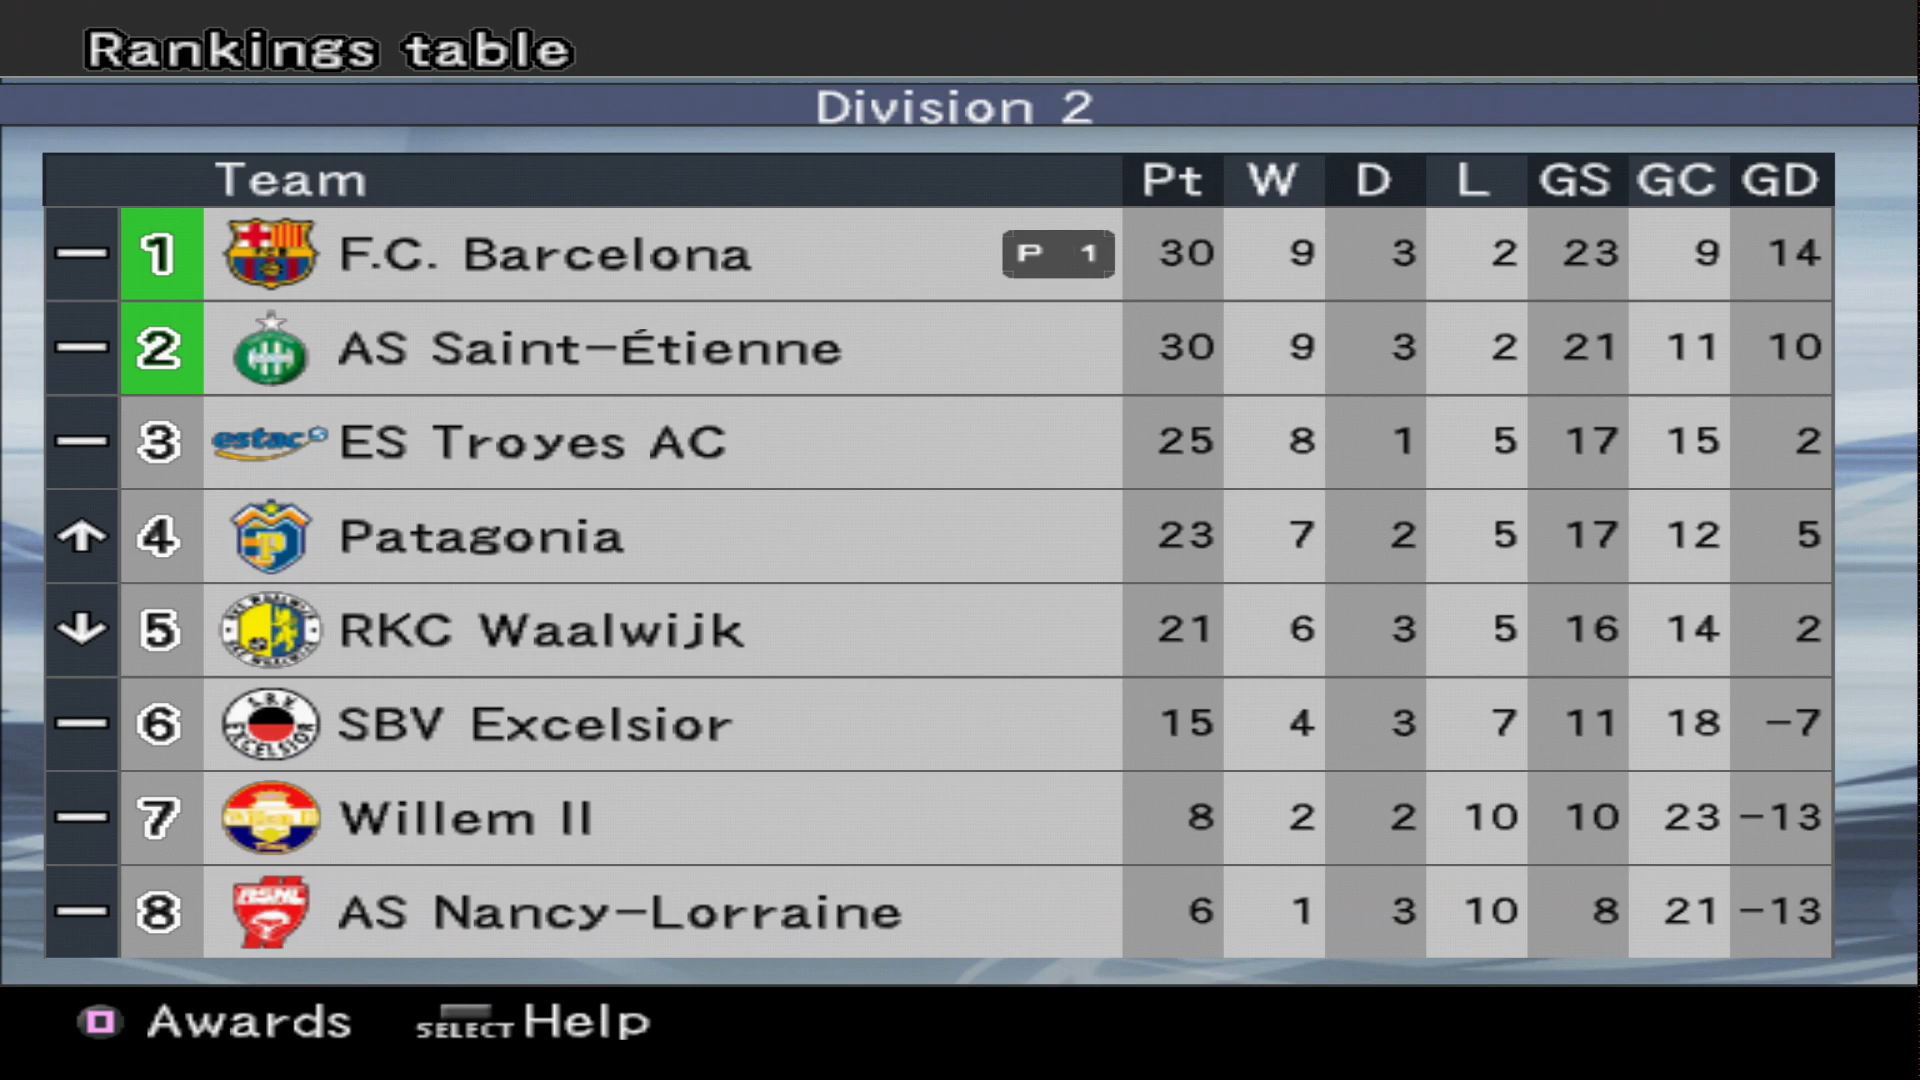 Rankings table
Division 2
Team Pt W D L GS GC GD
1 F.C. Barcelona P 1 30 9 3 2 23 9 14
2 AS Saint-Étienne 30 9 3 2 21 11 10
3 estac ES Troyes AC 25 8 1 5 17 15 2
4 P Patagonia 23 7 2 5 17 12 5
5 RKC Waalwijk 21 6 3 5 16 14 2
6 S.B.V. EXCELSIOR SBV Excelsior 15 4 3 7 11 18 -7
7 Willem II Willem II 8 2 2 10 10 23 -13
8 ASNL AS Nancy-Lorraine 6 1 3 10 8 21 -13
Awards SELECT Help